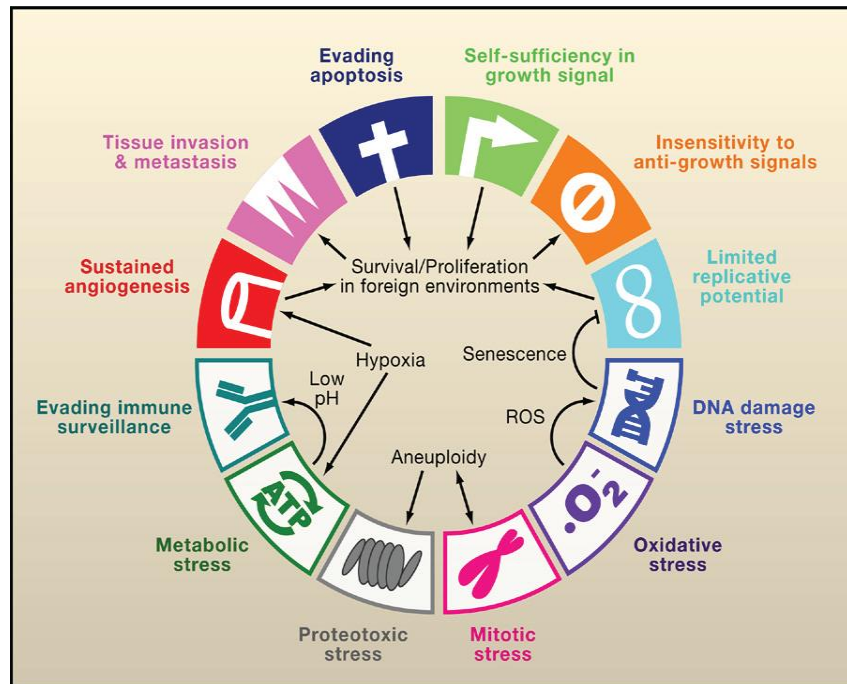 Evading
apoptosis
Self-sufficiency in
growth signal
Tissue invasion
& metastasis
Insensitivity to
anti-growth signals
Sustained
angiogenesis
Survival/Proliferation
in foreign environments
Limited
replicative
potential
8
Hypoxia
Senescence
Low
pH
Evading immune
surveillance
ROS
DNA damage
stress
Aneuploidy
ATP
·O₂⁻
Metabolic
stress
Oxidative
stress
Proteotoxic
stress
Mitotic
stress